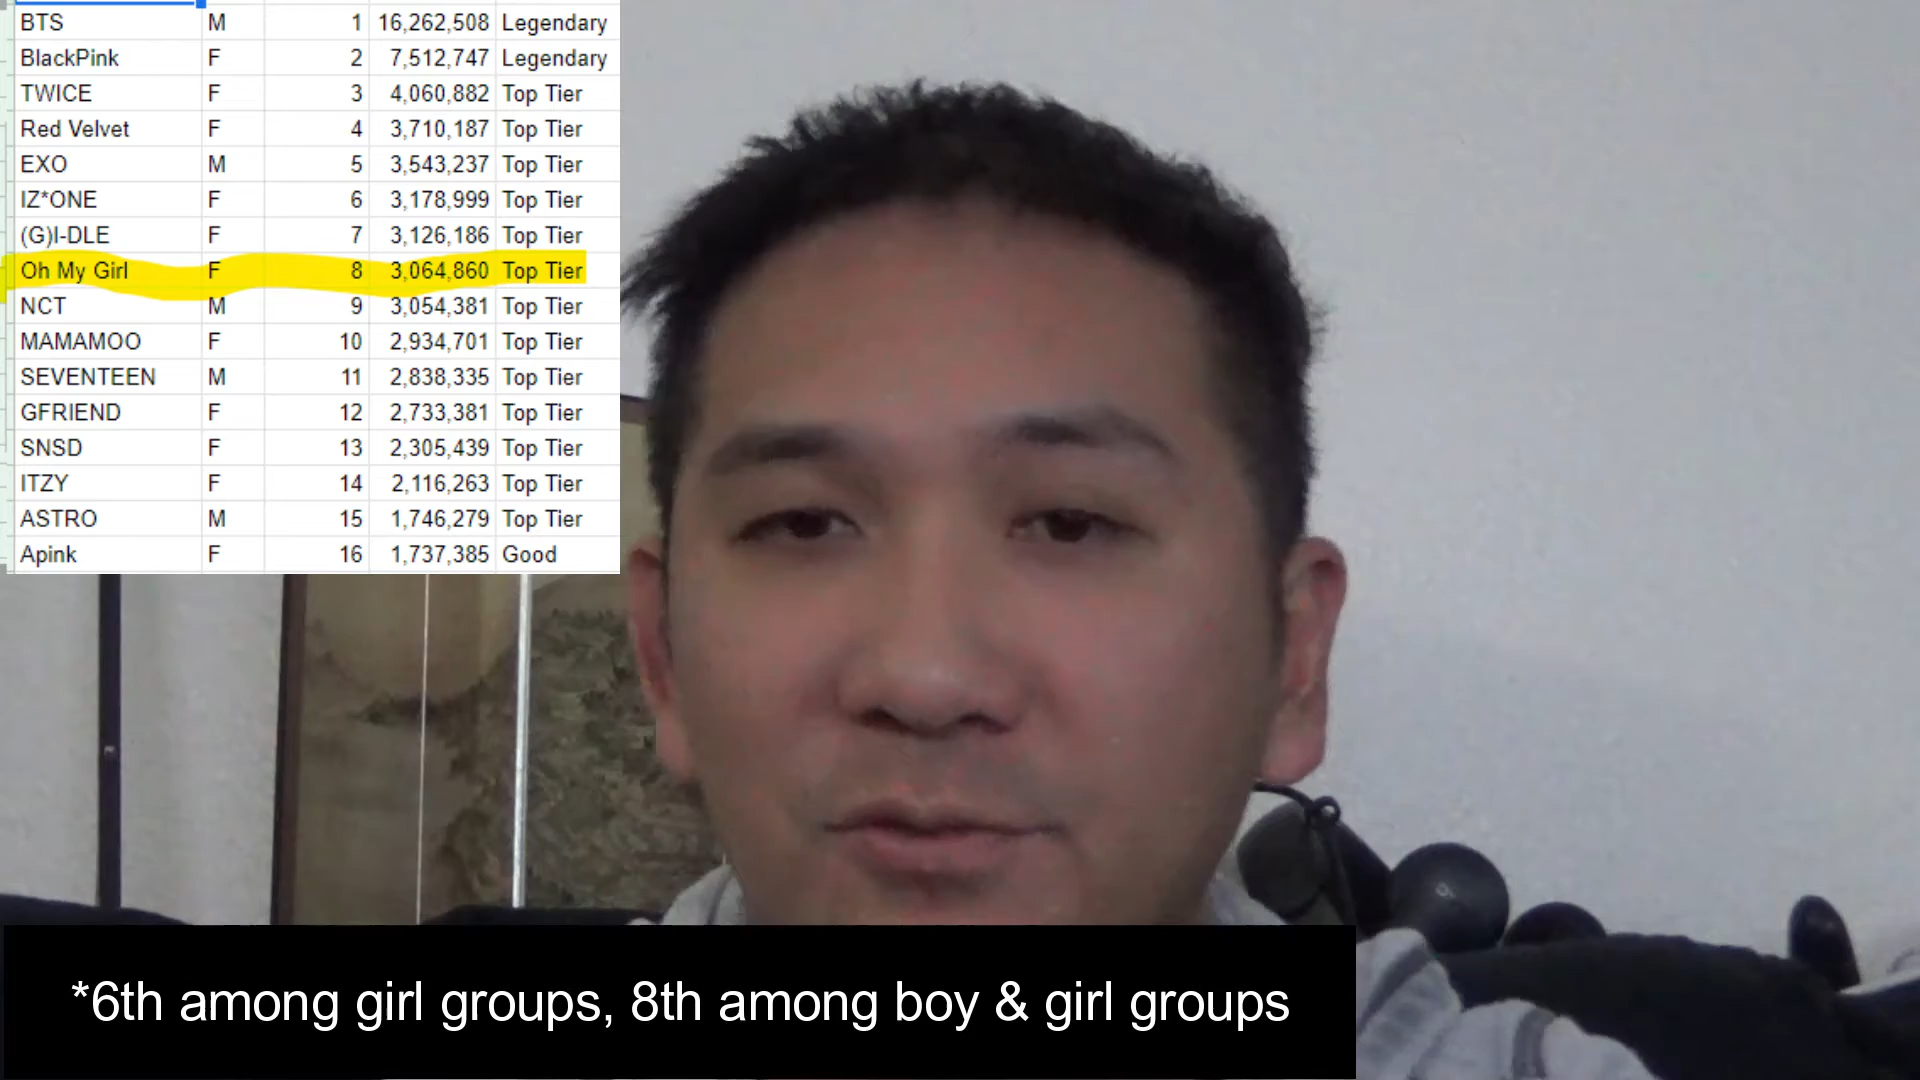 BTS M 1 16,262,508 Legendary
BlackPink F 2 7,512,747 Legendary
TWICE F 3 4,060,882 Top Tier
Red Velvet F 4 3,710,187 Top Tier
EXO M 5 3,543,237 Top Tier
IZ*ONE F 6 3,178,999 Top Tier
(G)I-DLE F 7 3,126,186 Top Tier
Oh My Girl F 8 3,064,860 Top Tier
NCT M 9 3,054,381 Top Tier
MAMAMOO F 10 2,934,701 Top Tier
SEVENTEEN M 11 2,838,335 Top Tier
GFRIEND F 12 2,733,381 Top Tier
SNSD F 13 2,305,439 Top Tier
ITZY F 14 2,116,263 Top Tier
ASTRO M 15 1,746,279 Top Tier
Apink F 16 1,737,385 Good
*6th among girl groups, 8th among boy & girl groups